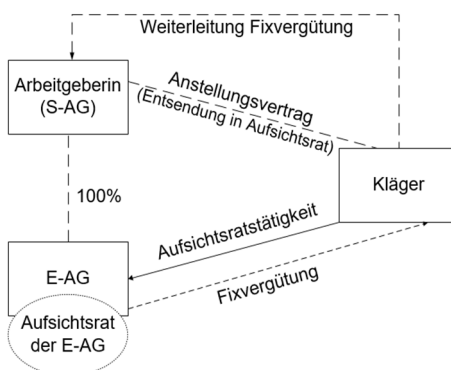 Weiterleitung Fixvergütung
Arbeitgeberin
(S-AG)
Anstellungsvertrag
(Entsendung in Aufsichtsrat)
Kläger
100%
Aufsichtsratstätigkeit
E-AG
Fixvergütung
Aufsichtsrat
der E-AG